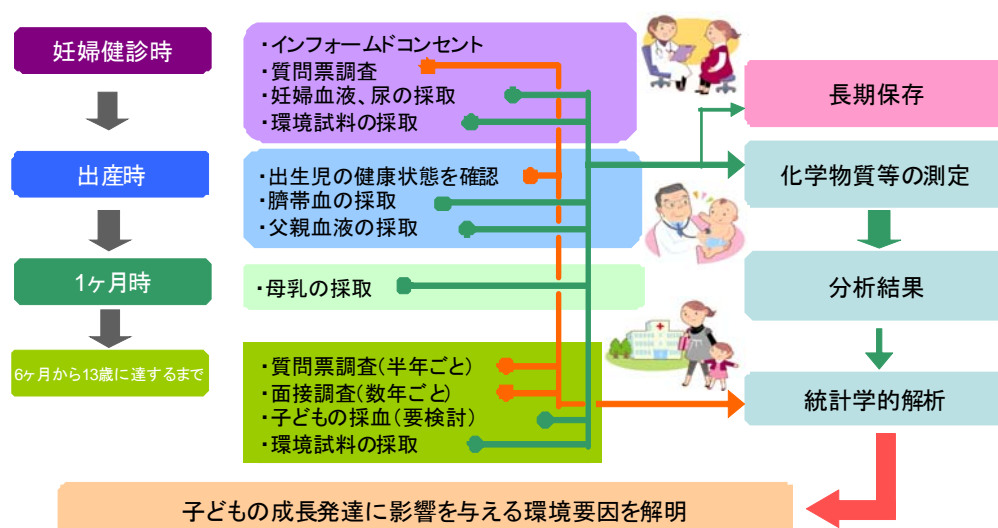 妊婦健診時
・インフォームドコンセント
・質問票調査
・妊婦血液、尿の採取
・環境試料の採取
長期保存
出産時
・出生児の健康状態を確認
・臍帯血の採取
・父親血液の採取
化学物質等の測定
1ヶ月時
・母乳の採取
分析結果
6ヶ月から13歳に達するまで
・質問票調査(半年ごと)
・面接調査(数年ごと)
・子どもの採血(要検討)
・環境試料の採取
統計学的解析
子どもの成長発達に影響を与える環境要因を解明